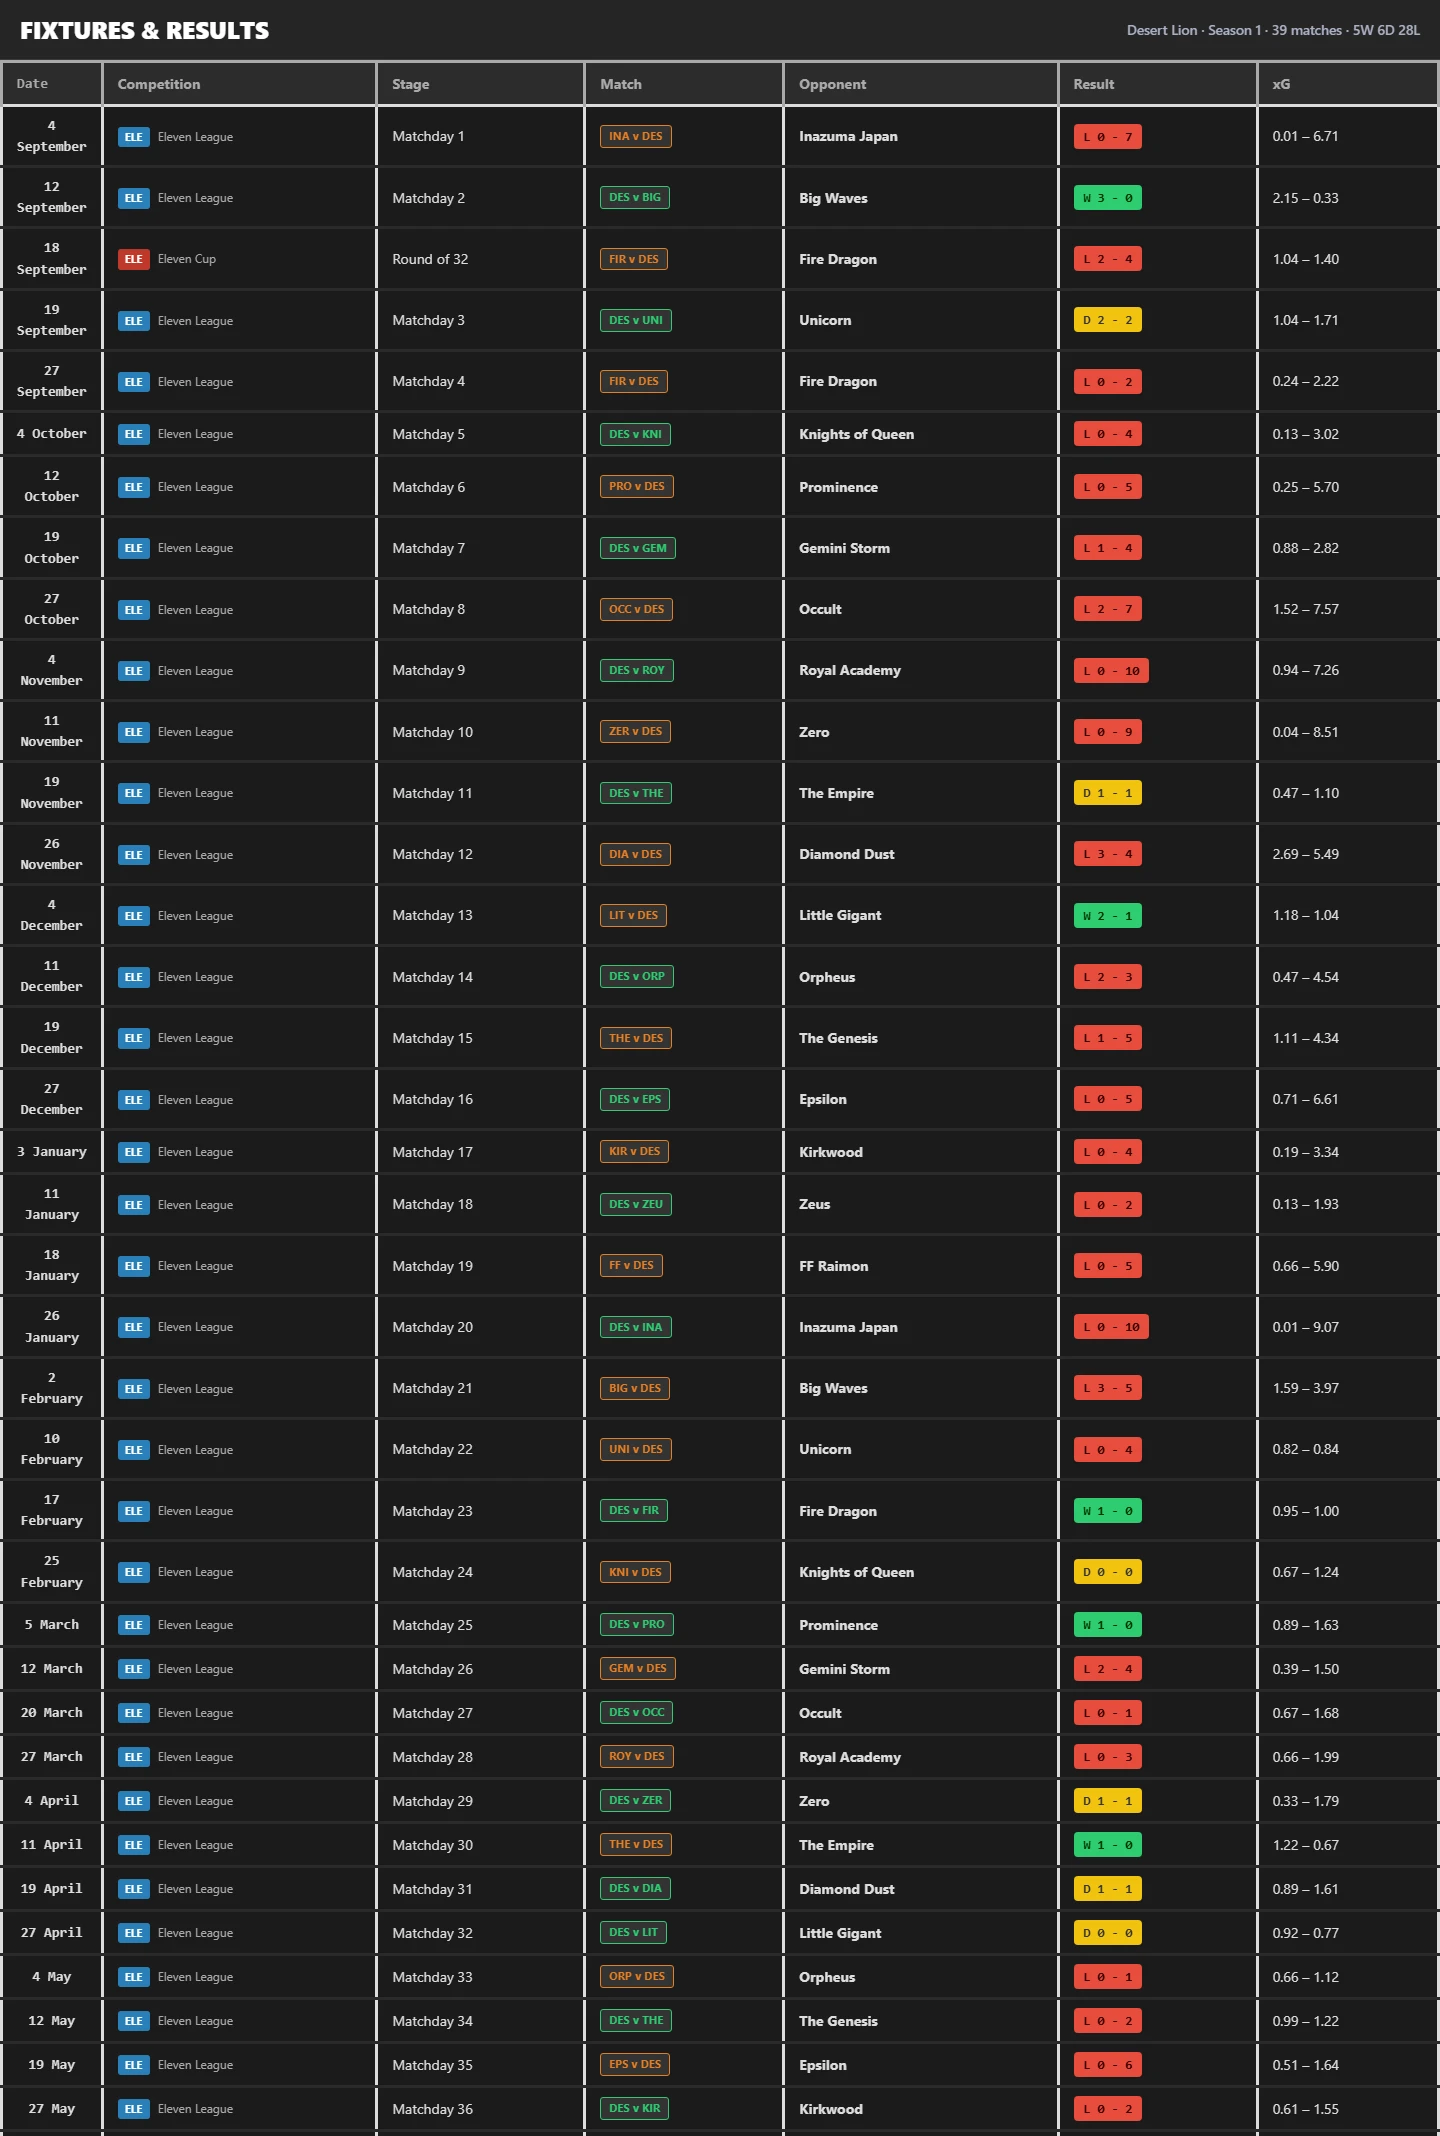 FIXTURES & RESULTS
Desert Lion · Season 1 · 39 matches · 5W 6D 28L
Date Competition Stage Match Opponent Result xG
4 September ELE Eleven League Matchday 1 INA v DES Inazuma Japan L 0 - 7 0.01 – 6.71
12 September ELE Eleven League Matchday 2 DES v BIG Big Waves W 3 - 0 2.15 – 0.33
18 September ELE Eleven Cup Round of 32 FIR v DES Fire Dragon L 2 - 4 1.04 – 1.40
19 September ELE Eleven League Matchday 3 DES v UNI Unicorn D 2 - 2 1.04 – 1.71
27 September ELE Eleven League Matchday 4 FIR v DES Fire Dragon L 0 - 2 0.24 – 2.22
4 October ELE Eleven League Matchday 5 DES v KNI Knights of Queen L 0 - 4 0.13 – 3.02
12 October ELE Eleven League Matchday 6 PRO v DES Prominence L 0 - 5 0.25 – 5.70
19 October ELE Eleven League Matchday 7 DES v GEM Gemini Storm L 1 - 4 0.88 – 2.82
27 October ELE Eleven League Matchday 8 OCC v DES Occult L 2 - 7 1.52 – 7.57
4 November ELE Eleven League Matchday 9 DES v ROY Royal Academy L 0 - 10 0.94 – 7.26
11 November ELE Eleven League Matchday 10 ZER v DES Zero L 0 - 9 0.04 – 8.51
19 November ELE Eleven League Matchday 11 DES v THE The Empire D 1 - 1 0.47 – 1.10
26 November ELE Eleven League Matchday 12 DIA v DES Diamond Dust L 3 - 4 2.69 – 5.49
4 December ELE Eleven League Matchday 13 LIT v DES Little Gigant W 2 - 1 1.18 – 1.04
11 December ELE Eleven League Matchday 14 DES v ORP Orpheus L 2 - 3 0.47 – 4.54
19 December ELE Eleven League Matchday 15 THE v DES The Genesis L 1 - 5 1.11 – 4.34
27 December ELE Eleven League Matchday 16 DES v EPS Epsilon L 0 - 5 0.71 – 6.61
3 January ELE Eleven League Matchday 17 KIR v DES Kirkwood L 0 - 4 0.19 – 3.34
11 January ELE Eleven League Matchday 18 DES v ZEU Zeus L 0 - 2 0.13 – 1.93
18 January ELE Eleven League Matchday 19 FF v DES FF Raimon L 0 - 5 0.66 – 5.90
26 January ELE Eleven League Matchday 20 DES v INA Inazuma Japan L 0 - 10 0.01 – 9.07
2 February ELE Eleven League Matchday 21 BIG v DES Big Waves L 3 - 5 1.59 – 3.97
10 February ELE Eleven League Matchday 22 UNI v DES Unicorn L 0 - 4 0.82 – 0.84
17 February ELE Eleven League Matchday 23 DES v FIR Fire Dragon W 1 - 0 0.95 – 1.00
25 February ELE Eleven League Matchday 24 KNI v DES Knights of Queen D 0 - 0 0.67 – 1.24
5 March ELE Eleven League Matchday 25 DES v PRO Prominence W 1 - 0 0.89 – 1.63
12 March ELE Eleven League Matchday 26 GEM v DES Gemini Storm L 2 - 4 0.39 – 1.50
20 March ELE Eleven League Matchday 27 DES v OCC Occult L 0 - 1 0.67 – 1.68
27 March ELE Eleven League Matchday 28 ROY v DES Royal Academy L 0 - 3 0.66 – 1.99
4 April ELE Eleven League Matchday 29 DES v ZER Zero D 1 - 1 0.33 – 1.79
11 April ELE Eleven League Matchday 30 THE v DES The Empire W 1 - 0 1.22 – 0.67
19 April ELE Eleven League Matchday 31 DES v DIA Diamond Dust D 1 - 1 0.89 – 1.61
27 April ELE Eleven League Matchday 32 DES v LIT Little Gigant D 0 - 0 0.92 – 0.77
4 May ELE Eleven League Matchday 33 ORP v DES Orpheus L 0 - 1 0.66 – 1.12
12 May ELE Eleven League Matchday 34 DES v THE The Genesis L 0 - 2 0.99 – 1.22
19 May ELE Eleven League Matchday 35 EPS v DES Epsilon L 0 - 6 0.51 – 1.64
27 May ELE Eleven League Matchday 36 DES v KIR Kirkwood L 0 - 2 0.61 – 1.55